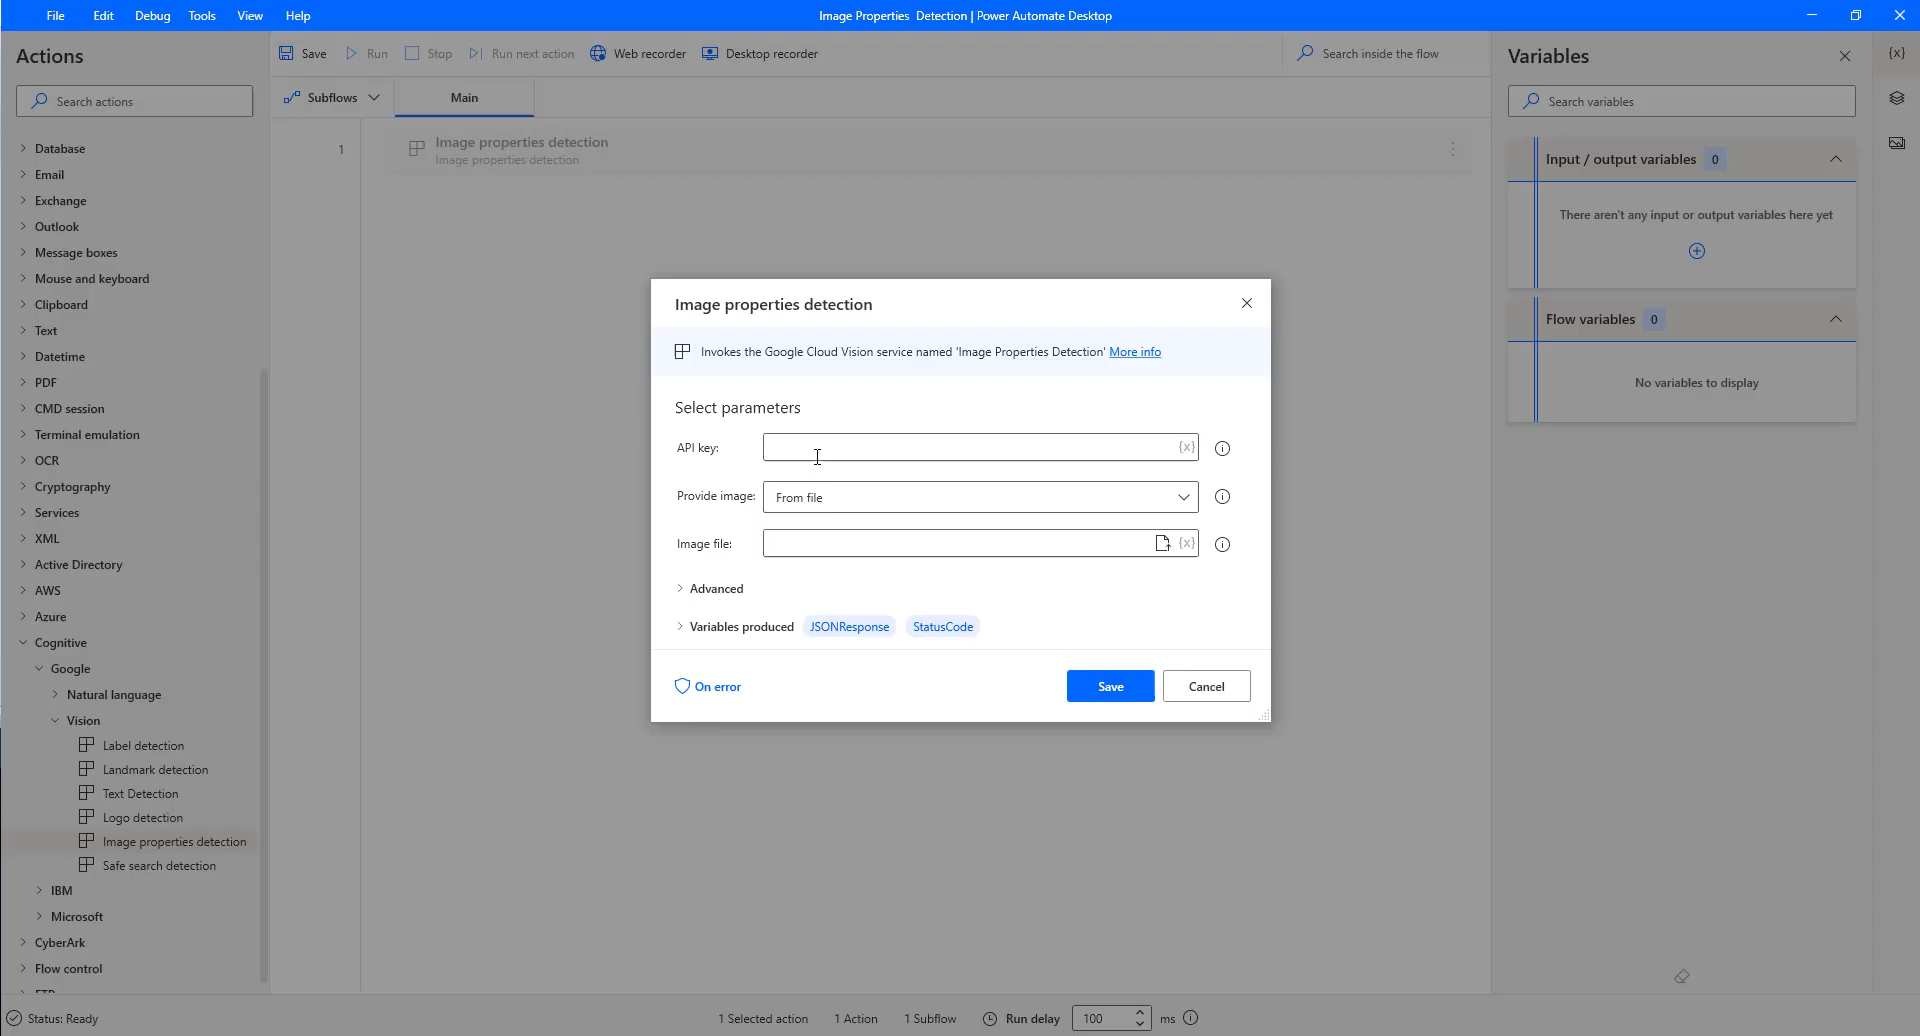 File Edit Debug Tools View Help
Image Properties Detection | Power Automate Desktop
Actions
Search actions
Database
Email
Exchange
Outlook
Message boxes
Mouse and keyboard
Clipboard
Text
Datetime
PDF
CMD session
Terminal emulation
OCR
Cryptography
Services
XML
Active Directory
AWS
Azure
Cognitive
Google
Natural language
Vision
Label detection
Landmark detection
Text Detection
Logo detection
Image properties detection
Safe search detection
IBM
Microsoft
CyberArk
Flow control
FTP
Save Run Stop Run next action Web recorder Desktop recorder
Search inside the flow
Subflows Main
1
Image properties detection
Image properties detection
Image properties detection
Invokes the Google Cloud Vision service named 'Image Properties Detection' More info
Select parameters
API key: {x}
Provide image: From file
Image file: {x}
Advanced
Variables produced JSONResponse StatusCode
On error
Save Cancel
Variables
{x}
Search variables
Input / output variables 0
There aren't any input or output variables here yet
Flow variables 0
No variables to display
Status: Ready
1 Selected action 1 Action 1 Subflow Run delay 100 ms